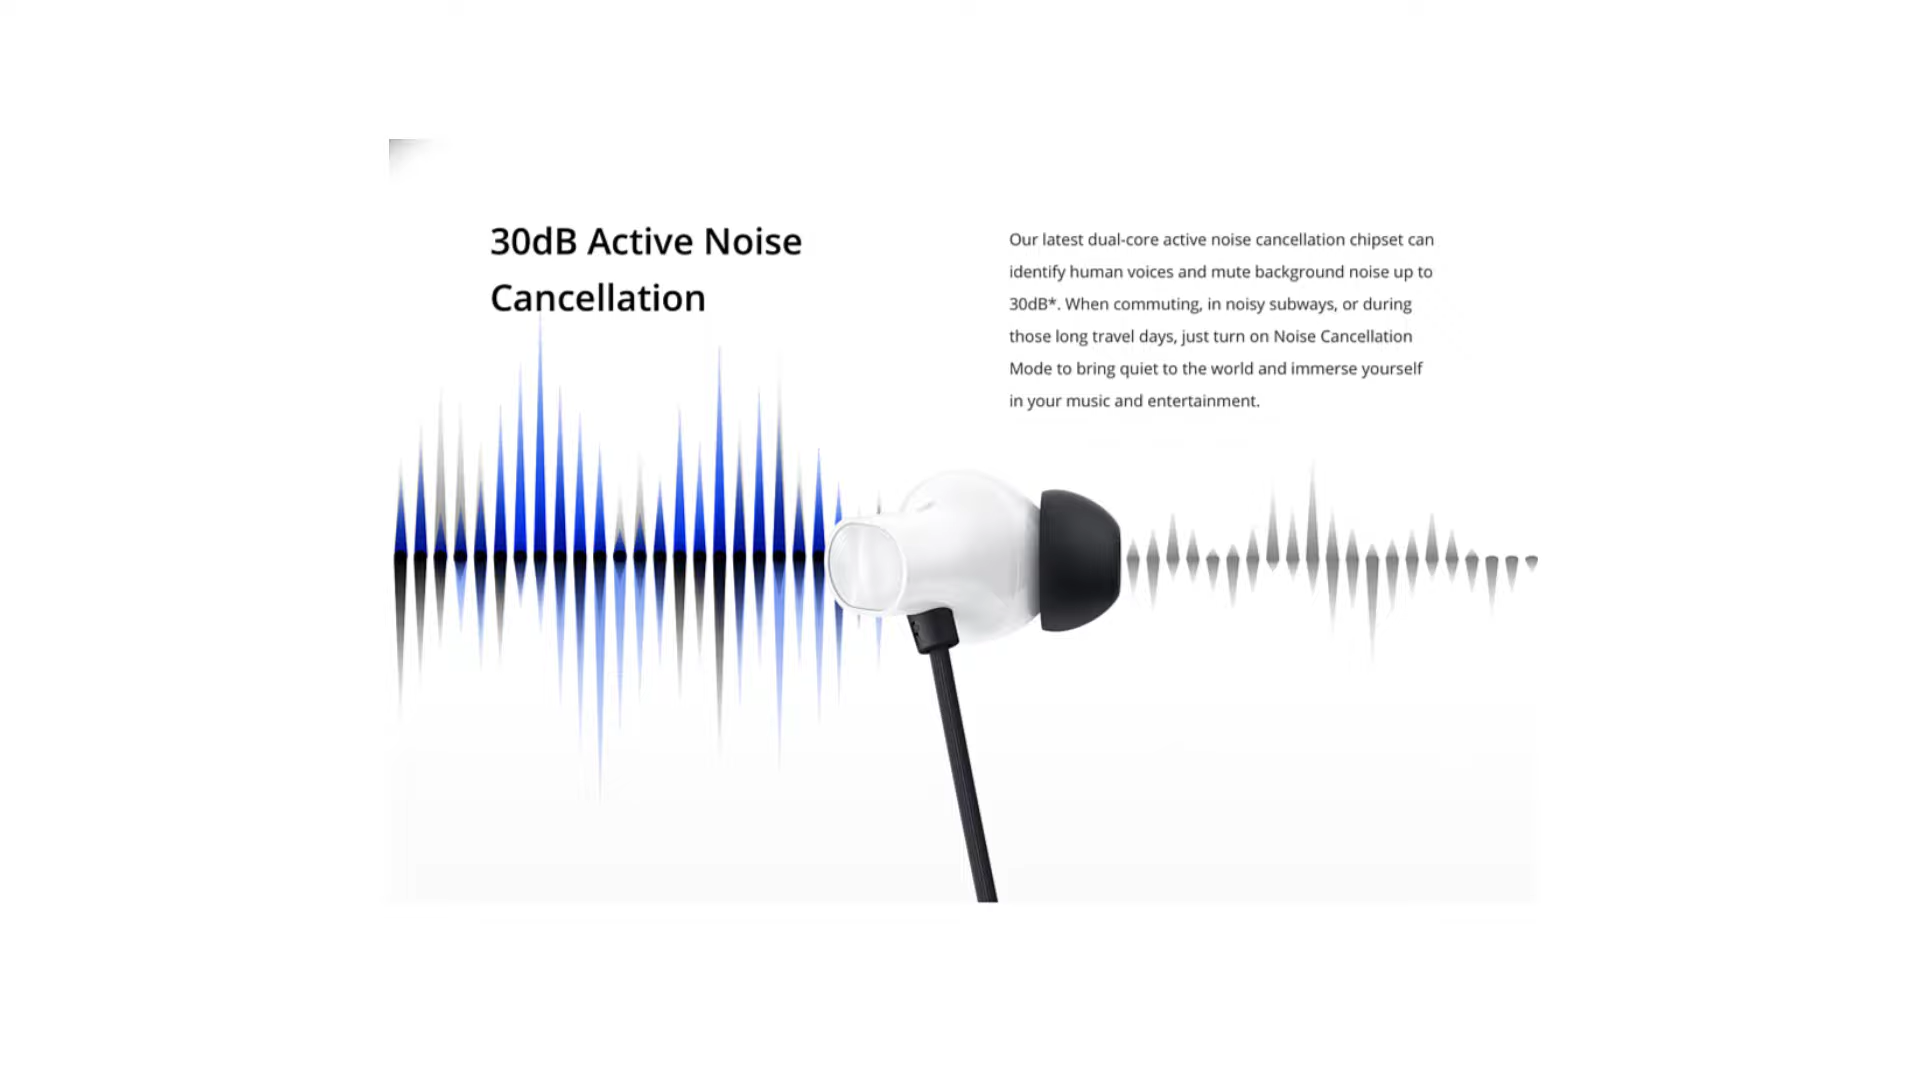 30dB Active Noise
Cancellation
Our latest dual-core active noise cancellation chipset can
identify human voices and mute background noise up to
30dB*. When commuting, in noisy subways, or during
those long travel days, just turn on Noise Cancellation
Mode to bring quiet to the world and immerse yourself
in your music and entertainment.